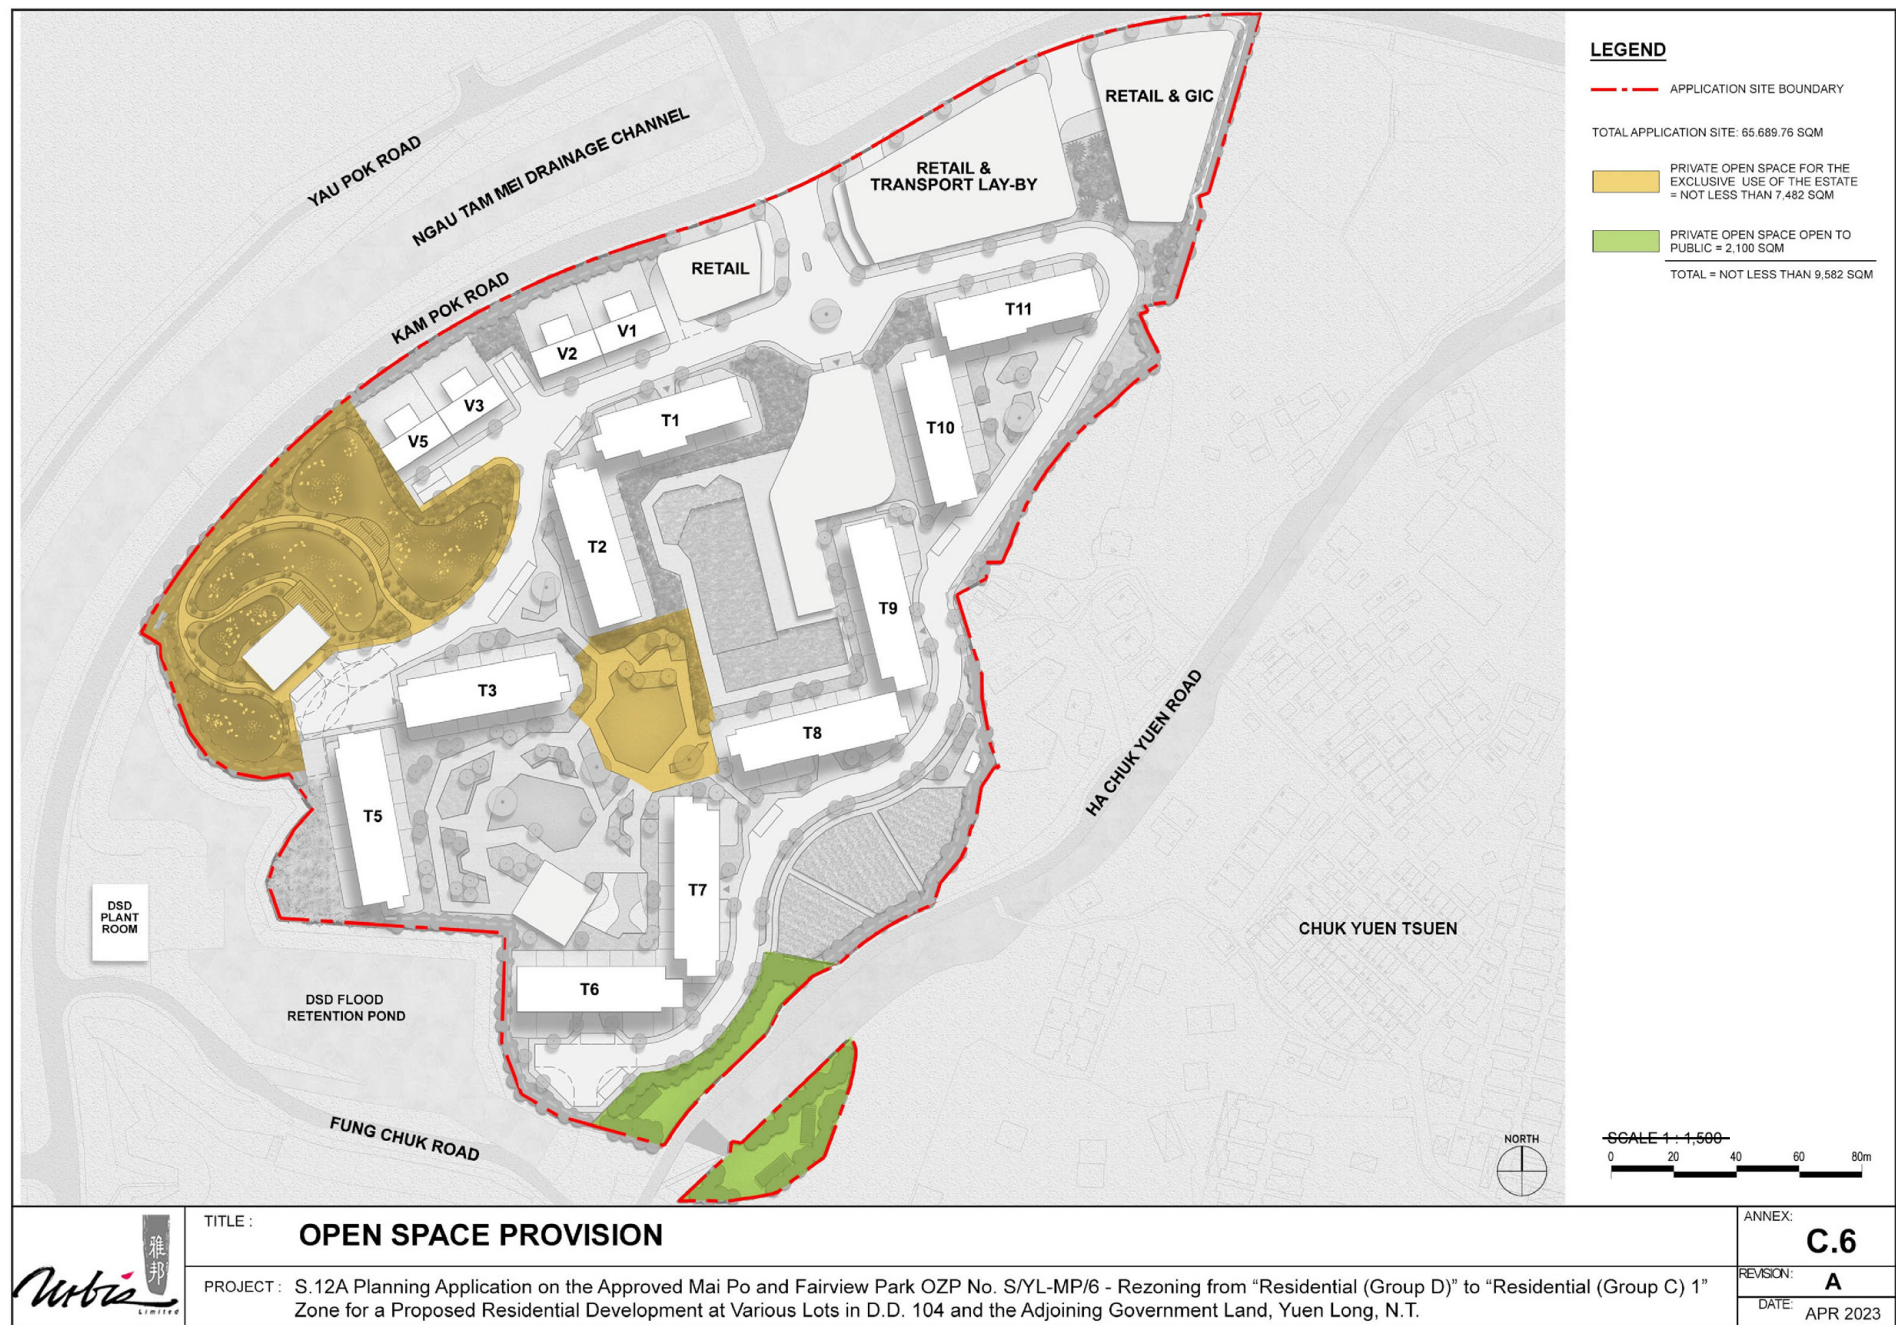 YAU POK ROAD
NGAU TAM MEI DRAINAGE CHANNEL
KAM POK ROAD
RETAIL & GIC
RETAIL &
TRANSPORT LAY-BY
RETAIL
T11
V1
V2
V3
V5
T1
T10
T2
T9
T3
T8
T5
T7
T6
HA CHUK YUEN ROAD
CHUK YUEN TSUEN
DSD
PLANT
ROOM
DSD FLOOD
RETENTION POND
FUNG CHUK ROAD
NORTH
LEGEND
APPLICATION SITE BOUNDARY
TOTAL APPLICATION SITE: 65.689.76 SQM
PRIVATE OPEN SPACE FOR THE
EXCLUSIVE USE OF THE ESTATE
= NOT LESS THAN 7,482 SQM
PRIVATE OPEN SPACE OPEN TO
PUBLIC = 2,100 SQM
TOTAL = NOT LESS THAN 9,582 SQM
SCALE 1 : 1,500
0 20 40 60 80m
雅邦
urbis
Limited
TITLE :
OPEN SPACE PROVISION
PROJECT : S.12A Planning Application on the Approved Mai Po and Fairview Park OZP No. S/YL-MP/6 - Rezoning from “Residential (Group D)” to “Residential (Group C) 1”
Zone for a Proposed Residential Development at Various Lots in D.D. 104 and the Adjoining Government Land, Yuen Long, N.T.
ANNEX:
C.6
REVISION: A
DATE: APR 2023